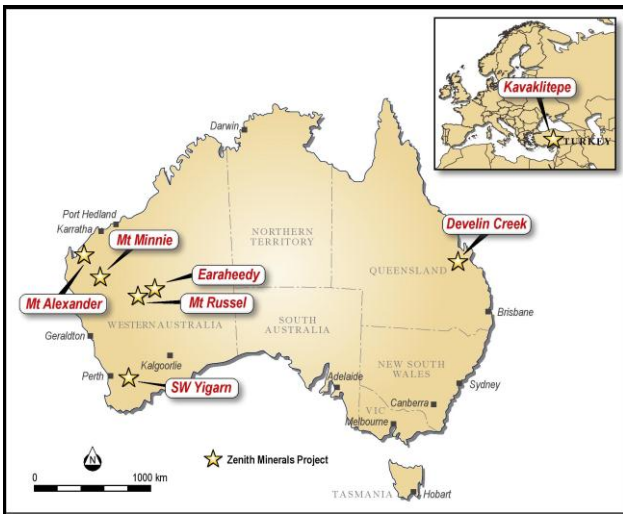 Kavaklitepe
TURKEY
Darwin
Port Hedland
Karratha
Mt Minnie
NORTHERN
TERRITORY
Develin Creek
Earaheedy
QUEENSLAND
Mt Alexander
Mt Russel
Brisbane
WESTERN AUSTRALIA
SOUTH
AUSTRALIA
Geraldton
Kalgoorlie
NEW SOUTH
WALES
Perth
SW Yigarn
Adelaide
Sydney
Canberra
VIC
Melbourne
N
Zenith Minerals Project
0 1000 km
TASMANIA
Hobart